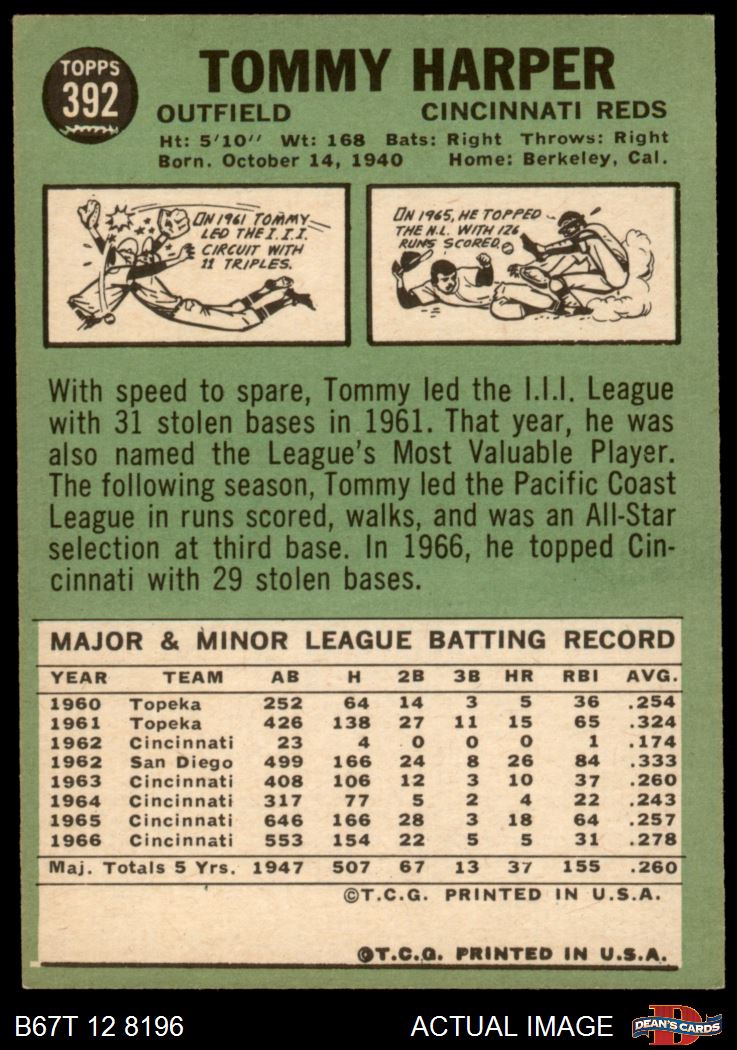 TOPPS
392
TOMMY HARPER
OUTFIELD CINCINNATI REDS
Ht: 5'10" Wt: 168 Bats: Right Throws: Right
Born. October 14, 1940 Home: Berkeley, Cal.
ON 1961 TOMMY
LED THE I.I.I.
CIRCUIT WITH
11 TRIPLES.
IN 1965, HE TOPPED
THE N.L. WITH 126
RUNS SCORED.
With speed to spare, Tommy led the I.I.I. League
with 31 stolen bases in 1961. That year, he was
also named the League's Most Valuable Player.
The following season, Tommy led the Pacific Coast
League in runs scored, walks, and was an All-Star
selection at third base. In 1966, he topped Cin-
cinnati with 29 stolen bases.
MAJOR & MINOR LEAGUE BATTING RECORD
YEAR TEAM AB H 2B 3B HR RBI AVG.
1960 Topeka 252 64 14 3 5 36 .254
1961 Topeka 426 138 27 11 15 65 .324
1962 Cincinnati 23 4 0 0 0 1 .174
1962 San Diego 499 166 24 8 26 84 .333
1963 Cincinnati 408 106 12 3 10 37 .260
1964 Cincinnati 317 77 5 2 4 22 .243
1965 Cincinnati 646 166 28 3 18 64 .257
1966 Cincinnati 553 154 22 5 5 31 .278
Maj. Totals 5 Yrs. 1947 507 67 13 37 155 .260
©T.C.G. PRINTED IN U.S.A.
©T.C.G. PRINTED IN U.S.A.
B67T 12 8196 ACTUAL IMAGE
DEAN'S CARDS